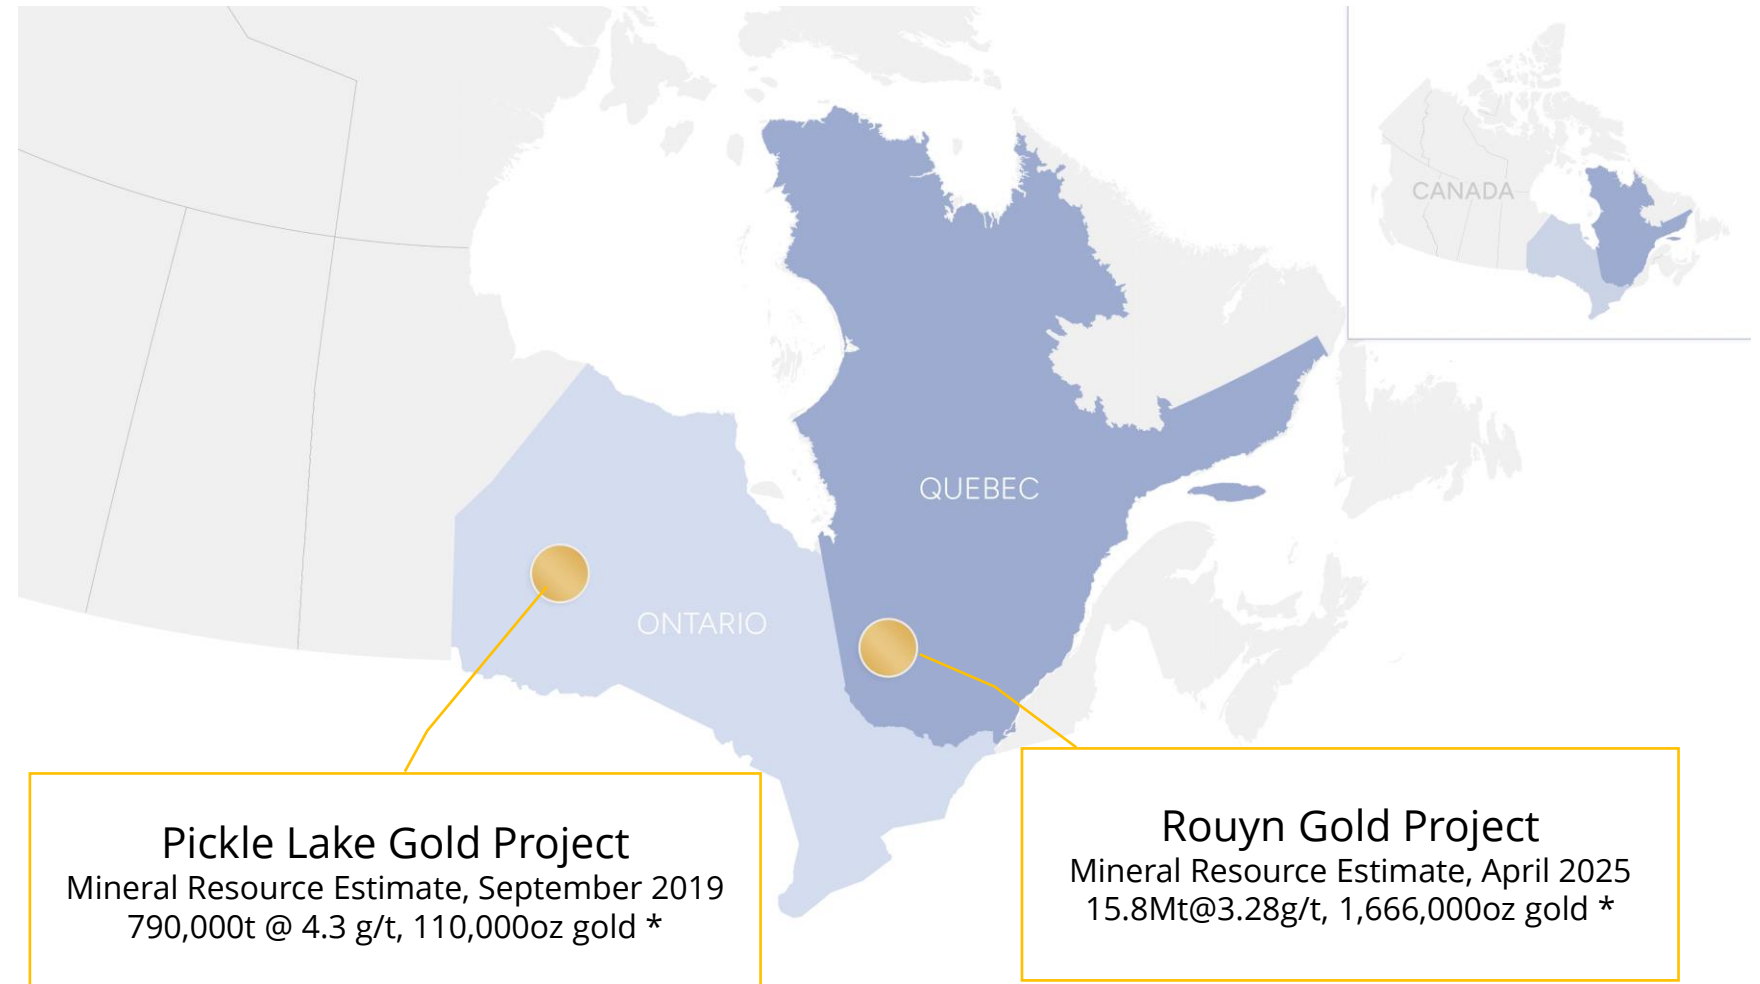 CANADA
QUEBEC
ONTARIO
Pickle Lake Gold Project
Mineral Resource Estimate, September 2019
790,000t @ 4.3 g/t, 110,000oz gold *
Rouyn Gold Project
Mineral Resource Estimate, April 2025
15.8Mt@3.28g/t, 1,666,000oz gold *